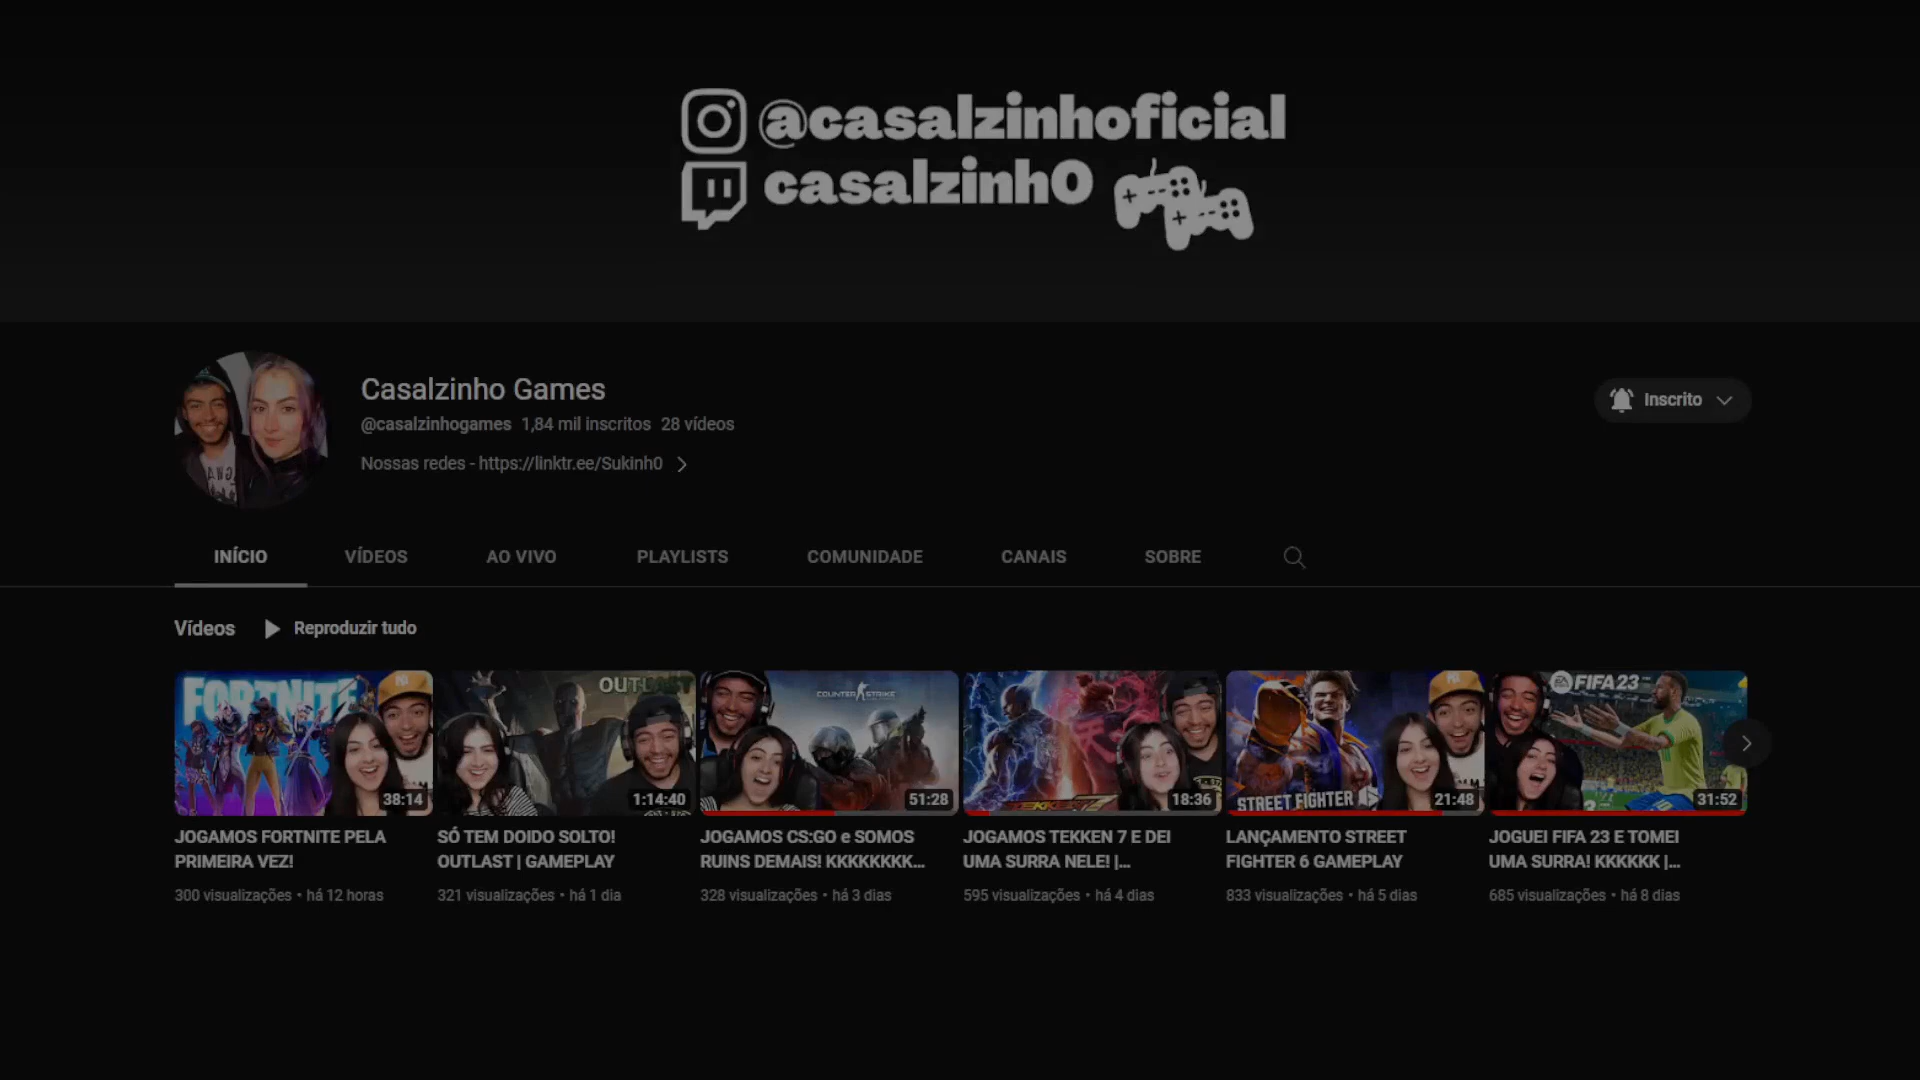 @casalzinhoficial
casalzinh0
Casalzinho Games
@casalzinhogames 1,84 mil inscritos 28 vídeos
Nossas redes - https://linktr.ee/Sukinh0
Inscrito
INÍCIO VÍDEOS AO VIVO PLAYLISTS COMUNIDADE CANAIS SOBRE
Vídeos Reproduzir tudo
FORTNITE
38:14
OUTLAST
1:14:40
COUNTER STRIKE
51:28
TEKKEN 7
18:36
STREET FIGHTER 6
21:48
FIFA 23
31:52
JOGAMOS FORTNITE PELA
PRIMEIRA VEZ!
300 visualizações • há 12 horas
SÓ TEM DOIDO SOLTO!
OUTLAST | GAMEPLAY
321 visualizações • há 1 dia
JOGAMOS CS:GO e SOMOS
RUINS DEMAIS! KKKKKKKK...
328 visualizações • há 3 dias
JOGAMOS TEKKEN 7 E DEI
UMA SURRA NELE! |...
595 visualizações • há 4 dias
LANÇAMENTO STREET
FIGHTER 6 GAMEPLAY
833 visualizações • há 5 dias
JOGUEI FIFA 23 E TOMEI
UMA SURRA! KKKKKK |...
685 visualizações • há 8 dias